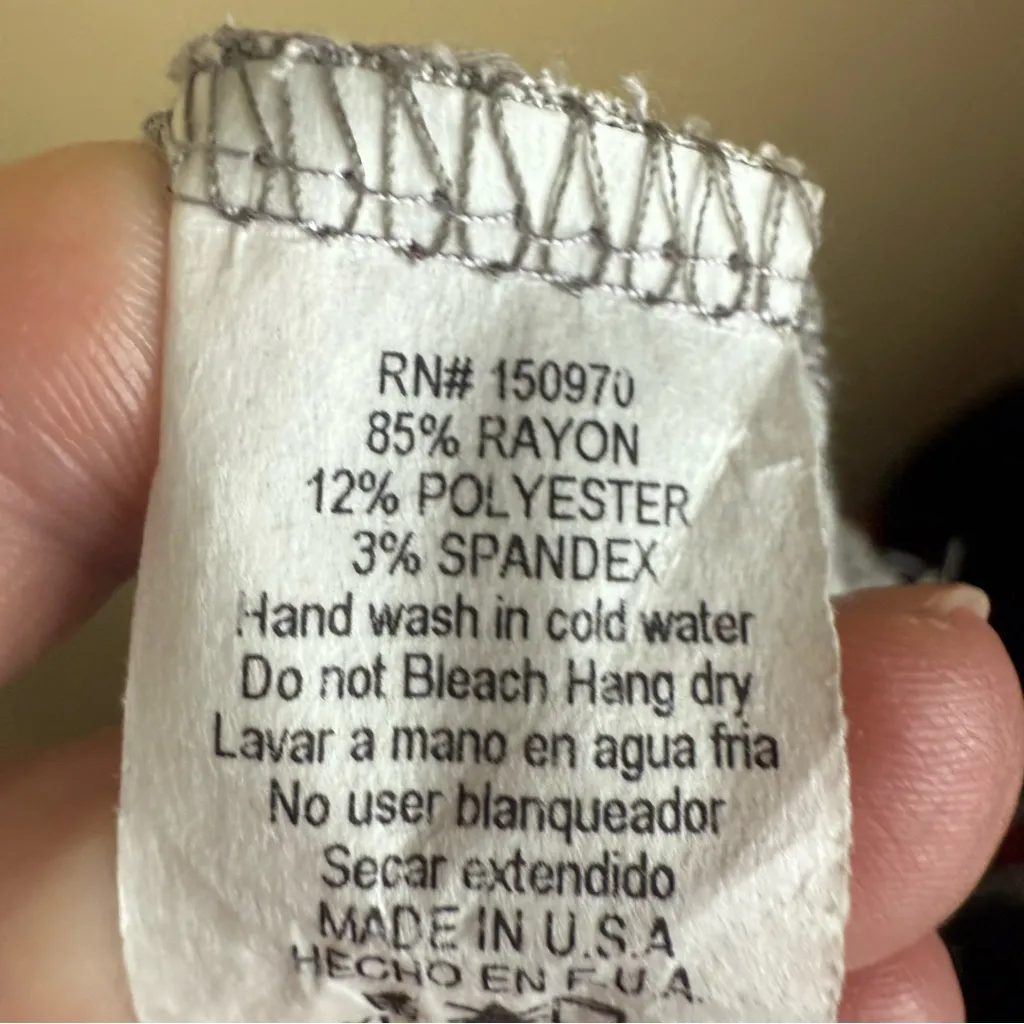 RN# 150970
85% RAYON
12% POLYESTER
3% SPANDEX
Hand wash in cold water
Do not Bleach Hang dry
Lavar a mano en agua fria
No user blanqueador
Secar extendido
MADE IN U.S.A
HECHO EN E.U.A.